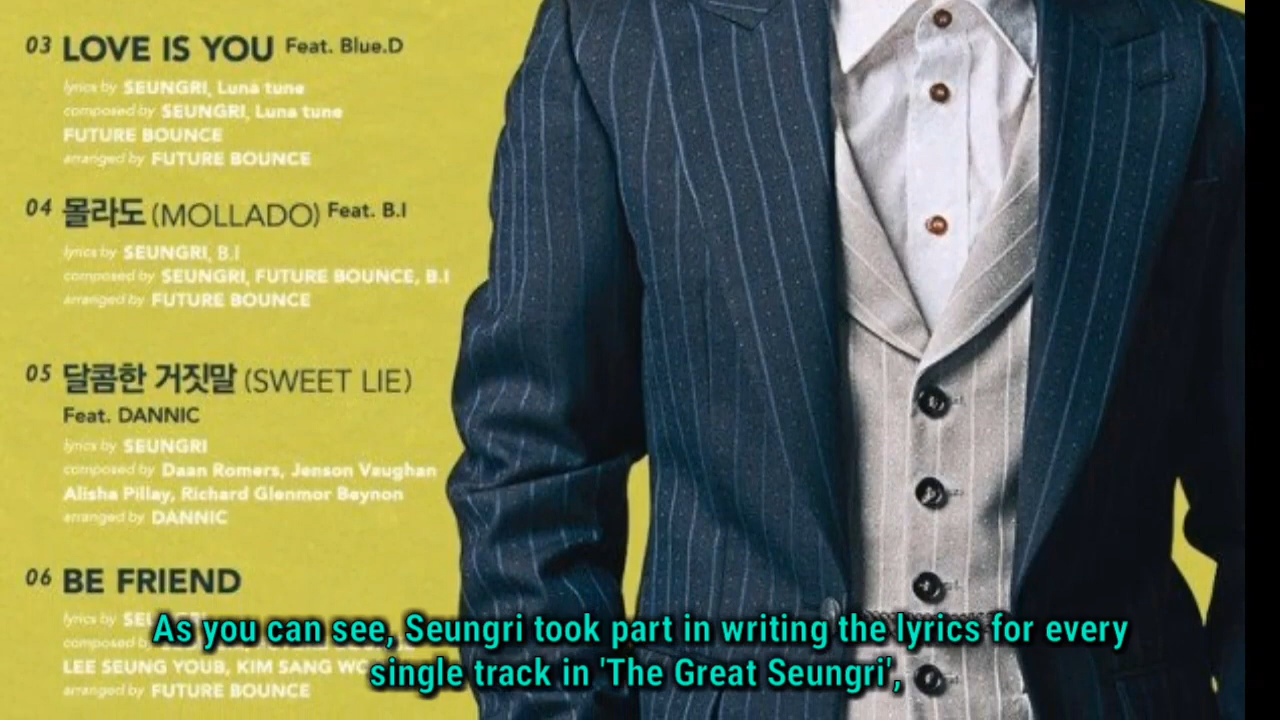 03 LOVE IS YOU Feat. Blue.D
lyrics by SEUNGRI, Luna tune
composed by SEUNGRI, Luna tune
FUTURE BOUNCE
arranged by FUTURE BOUNCE
04 몰라도 (MOLLADO) Feat. B.I
lyrics by SEUNGRI, B.I
composed by SEUNGRI, FUTURE BOUNCE, B.I
arranged by FUTURE BOUNCE
05 달콤한 거짓말 (SWEET LIE)
Feat. DANNIC
lyrics by SEUNGRI
composed by Daan Romers, Jenson Vaughan
Alisha Pillay, Richard Glenmor Beynon
arranged by DANNIC
06 BE FRIEND
lyrics by
composed by
LEE SEUNG YOUB, KIM SANG
arranged by FUTURE BOUNCE
As you can see, Seungri took part in writing the lyrics for every
single track in 'The Great Seungri',